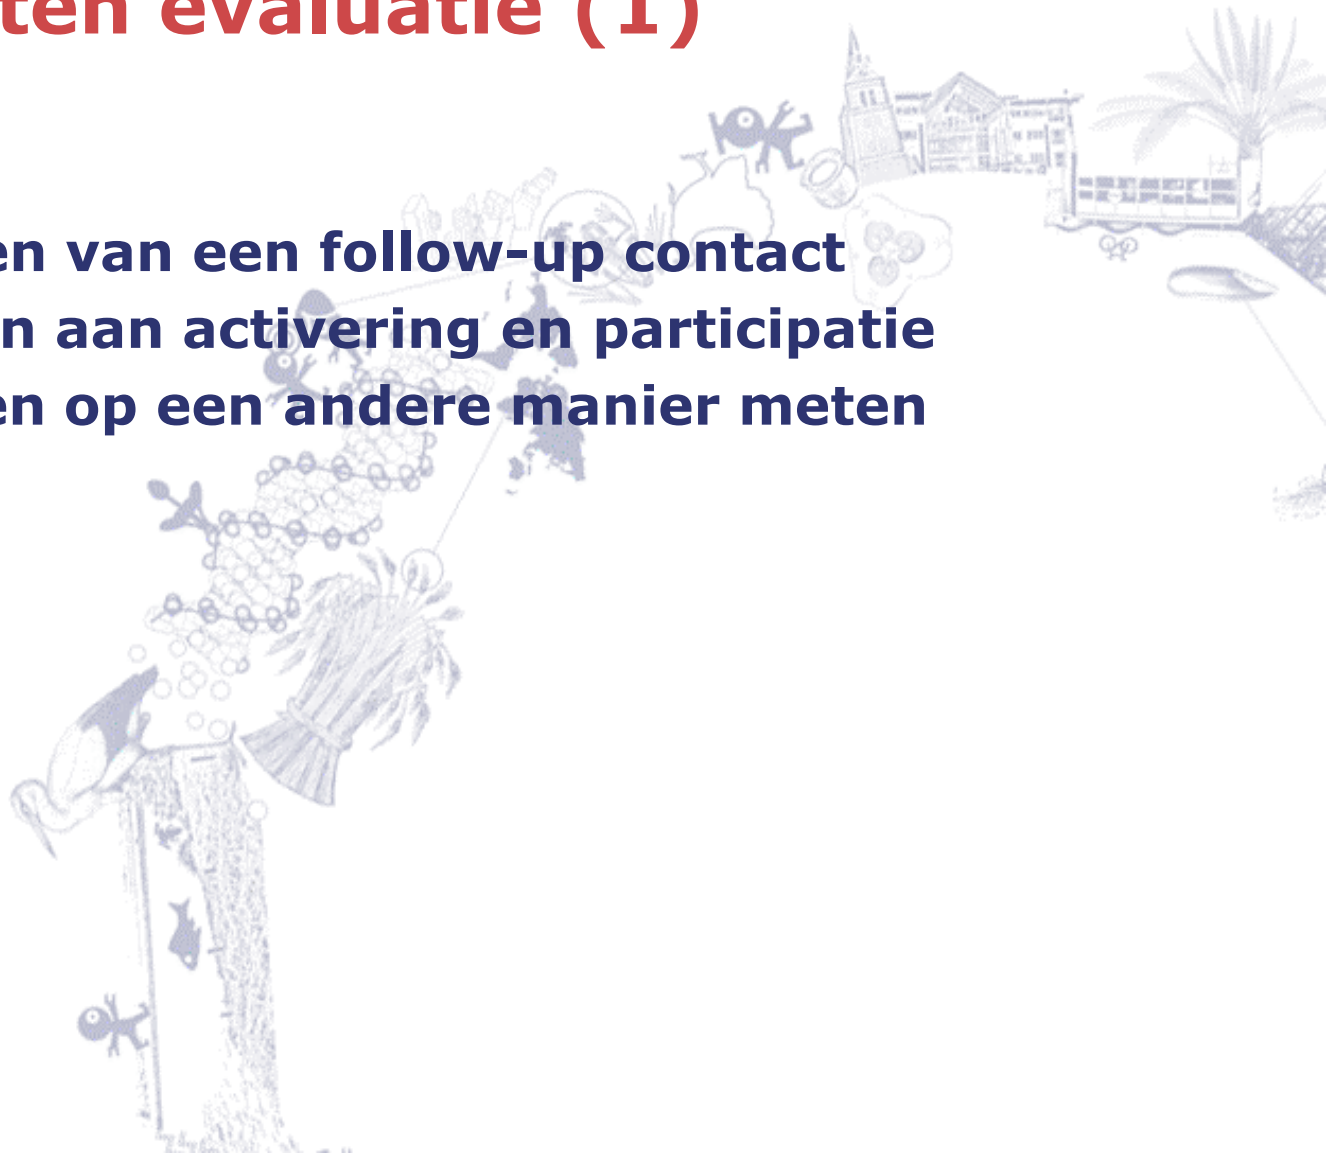 ten evaluatie (1)
en van een follow-up contact
n aan activering en participatie
en op een andere manier meten